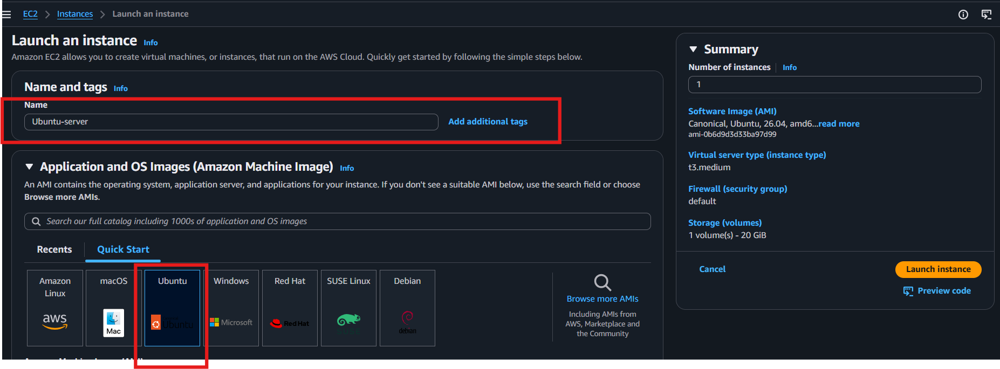 EC2 > Instances > Launch an instance
Launch an instance Info
Amazon EC2 allows you to create virtual machines, or instances, that run on the AWS Cloud. Quickly get started by following the simple steps below.
Name and tags Info
Name
Ubuntu-server
Add additional tags
Application and OS Images (Amazon Machine Image) Info
An AMI contains the operating system, application server, and applications for your instance. If you don't see a suitable AMI below, use the search field or choose
Browse more AMIs.
Search our full catalog including 1000s of application and OS images
Recents
Quick Start
Amazon
Linux
aws
macOS
Mac
Ubuntu
Ubuntu
Windows
Microsoft
Red Hat
Red Hat
SUSE Linux
SUSE
Debian
debian
Browse more AMIs
Including AMIs from
AWS, Marketplace and
the Community
Summary
Number of instances Info
1
Software Image (AMI)
Canonical, Ubuntu, 26.04, amd6...read more
ami-0b6d9d3d33ba97d99
Virtual server type (instance type)
t3.medium
Firewall (security group)
default
Storage (volumes)
1 volume(s) - 20 GiB
Cancel
Launch instance
Preview code